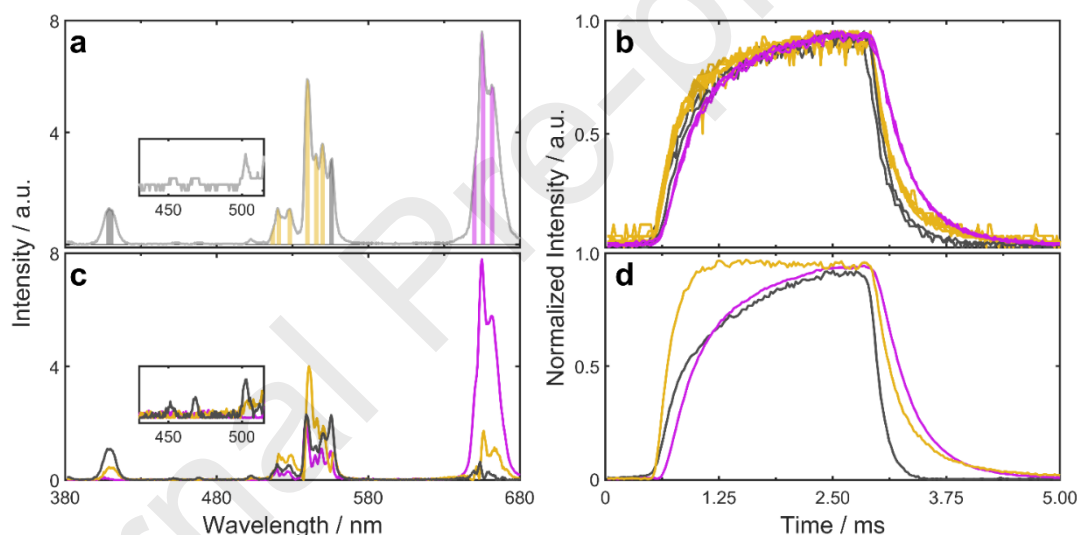 8
4
0
Intensity / a.u.
a
450
500
c
8
4
0
450
500
380
480
580
680
Wavelength / nm
b
1.0
0.5
Normalized Intensity / a.u.
d
1.0
0.5
0
0
1.25
2.50
3.75
5.00
Time / ms
rnal Pre-p